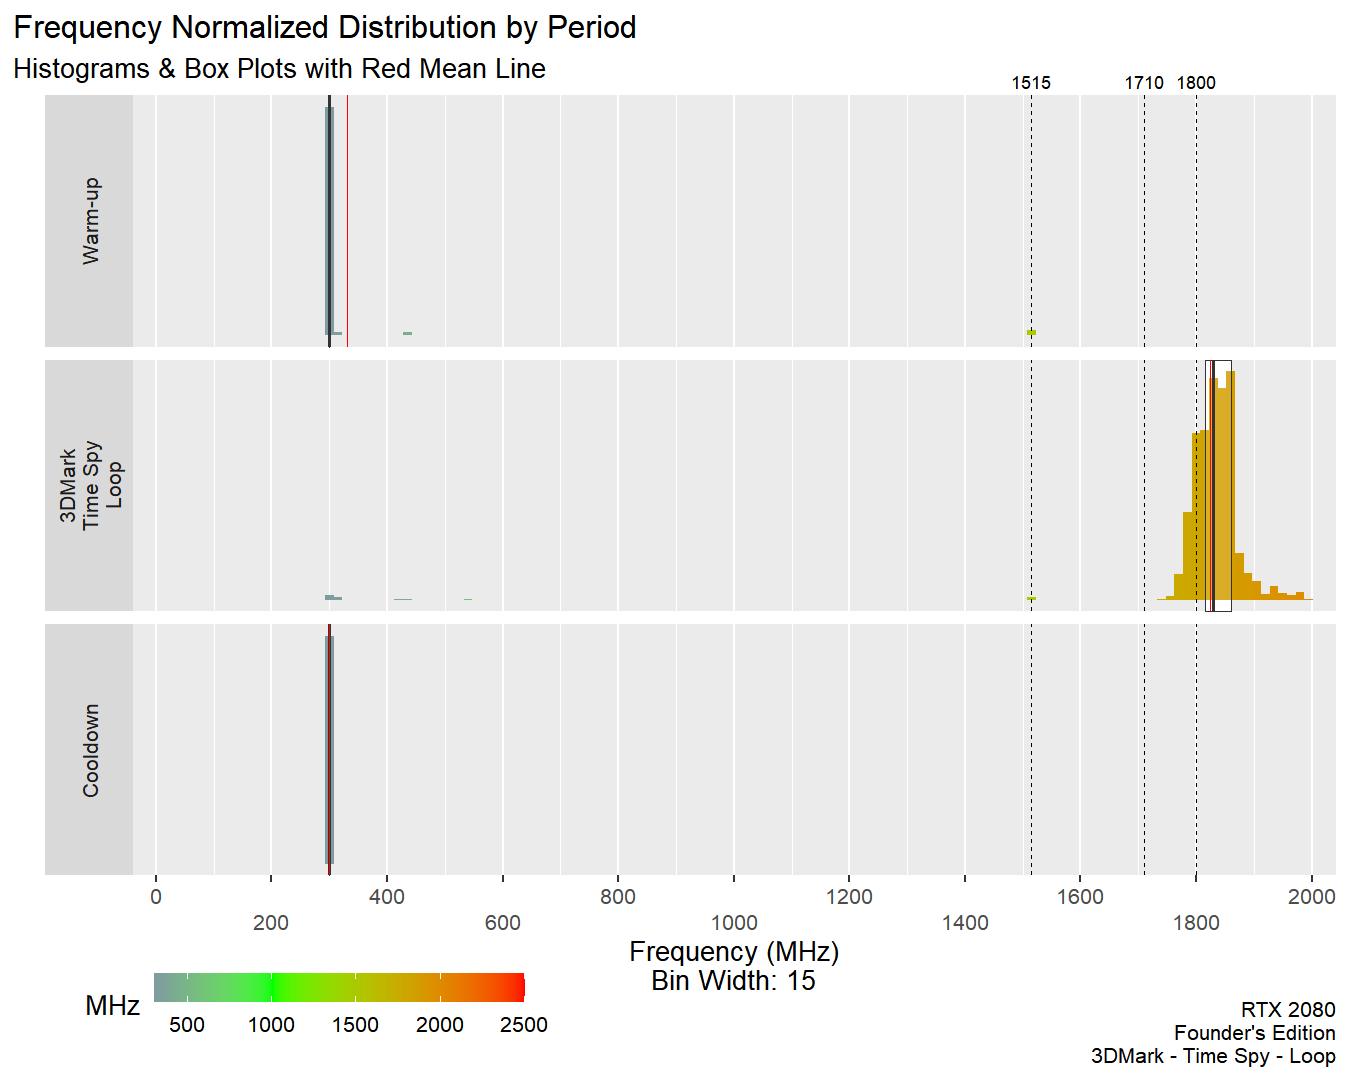 Frequency Normalized Distribution by Period
Histograms & Box Plots with Red Mean Line
1515 1710 1800
Warm-up
3DMark
Time Spy
Loop
Cooldown
0 400 800 1200 1600 2000
200 600 1000 1400 1800
Frequency (MHz)
Bin Width: 15
MHz
500 1000 1500 2000 2500
RTX 2080
Founder's Edition
3DMark - Time Spy - Loop